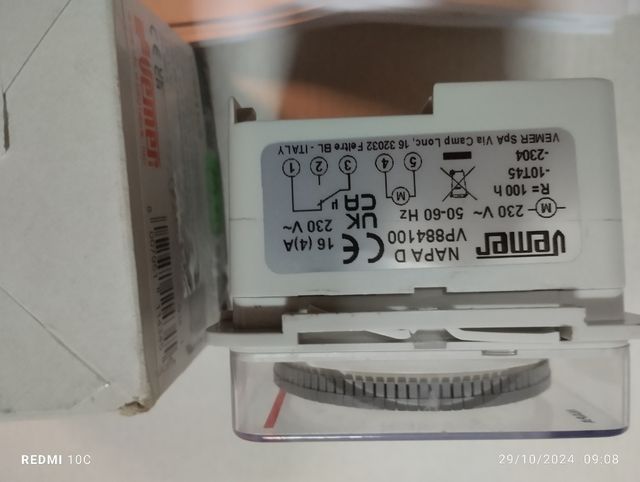 Vemer
NAPA D
VP884100
CE
M 230 V~ 50-60 Hz
R = 100 h
-10T45
-2304
UK
CA
16 (4)A
230 V~
µ
M
1 2 3 4 5
VEMER SpA Via Camp Lonc, 16 32032 Feltre BL - ITALY
Vemer
CE
REDMI 10C
29/10/2024 09:08